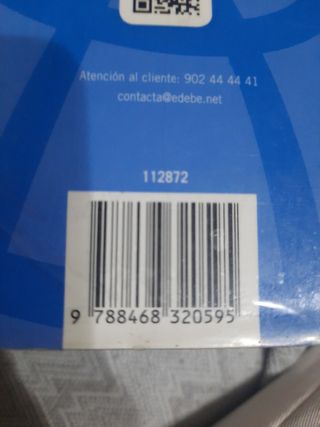 Atención al cliente: 902 44 44 41
contacta@edebe.net
112872
9 788468 320595